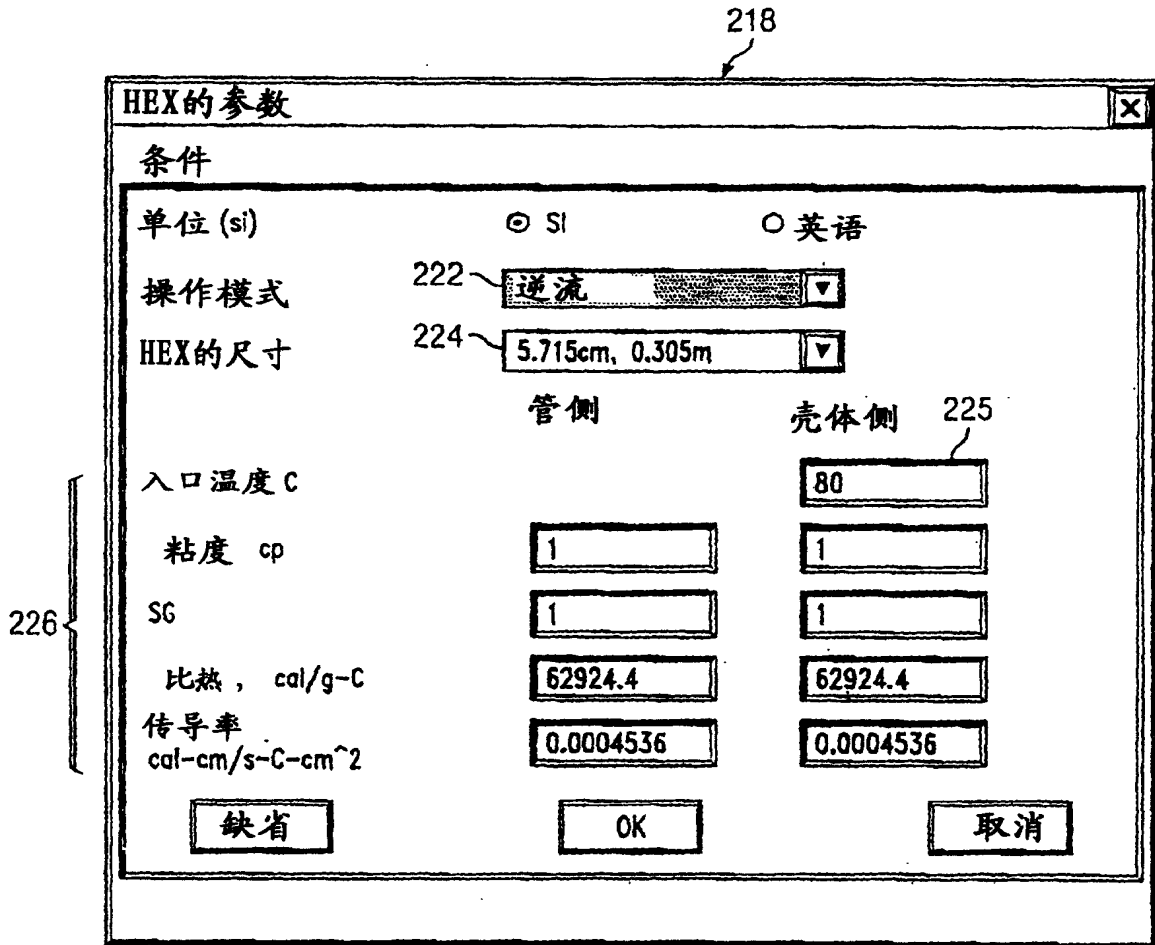 218
HEX的参数
条件
单位(si) SI 英语
操作模式 222 逆流
HEX的尺寸 224 5.715cm, 0.305m
管侧 壳体侧 225
入口温度 C 80
粘度 cp 1 1
226
SG 1 1
比热, cal/g-C 62924.4 62924.4
传导率
cal-cm/s-C-cm^2 0.0004536 0.0004536
缺省 OK 取消